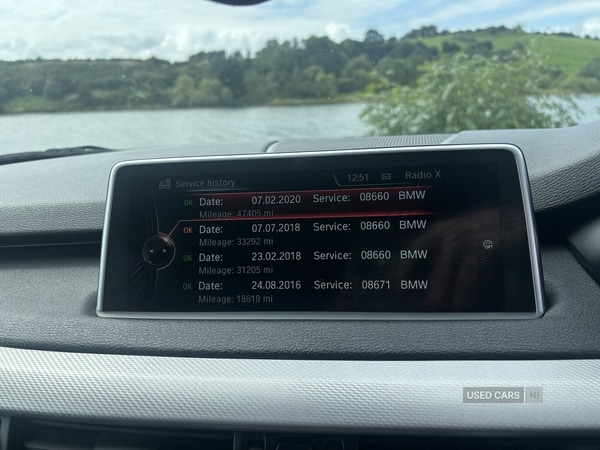 Service history 12:51 Radio X
OK Date: 07.02.2020 Service: 08660 BMW
Mileage: 47405 mi
OK Date: 07.07.2018 Service: 08660 BMW
Mileage: 33292 mi
OK Date: 23.02.2018 Service: 08660 BMW
Mileage: 31205 mi
OK Date: 24.08.2016 Service: 08671 BMW
Mileage: 18618 mi
USED CARS NI